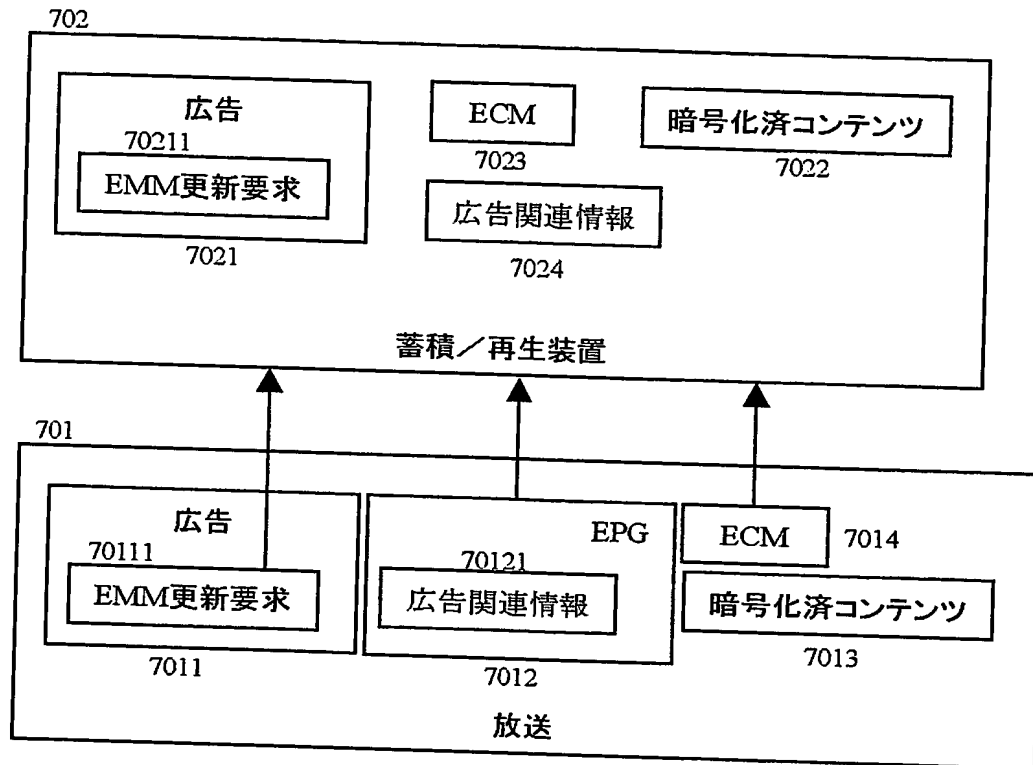 702
広告
70211
EMM更新要求
7021
ECM
7023
広告関連情報
7024
暗号化済コンテンツ
7022
蓄積/再生装置
701
広告
70111
EMM更新要求
7011
EPG
70121
広告関連情報
7012
ECM
7014
暗号化済コンテンツ
7013
放送